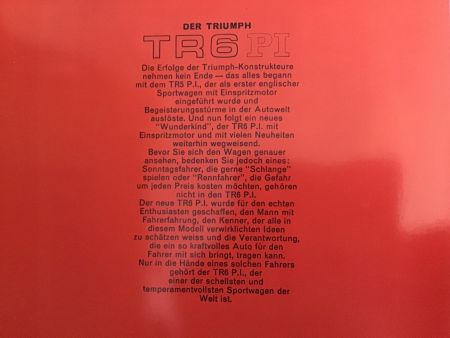 DER TRIUMPH
TR6 PI
Die Erfolge der Triumph-Konstrukteure
nehmen kein Ende — das alles begann
mit dem TR5 P.I., der als erster englischer
Sportwagen mit Einspritzmotor
eingeführt wurde und
Begeisterungsstürme in der Autowelt
auslöste. Und nun folgt ein neues
"Wunderkind", der TR6 P.I. mit
Einspritzmotor und mit vielen Neuheiten
weiterhin wegweisend.
Bevor Sie sich den Wagen genauer
ansehen, bedenken Sie jedoch eines:
Sonntagsfahrer, die gerne "Schlange"
spielen oder "Rennfahrer", die Gefahr
um jeden Preis kosten möchten, gehören
nicht in den TR6 P.I.
Der neue TR6 P.I. wurde für den echten
Enthusiasten geschaffen, den Mann mit
Fahrerfahrung, den Kenner, der alle in
diesem Modell verwirklichten Ideen
zu schätzen weiss und die Verantwortung,
die ein so kraftvolles Auto für den
Fahrer mit sich bringt, tragen kann.
Nur in die Hände eines solchen Fahrers
gehört der TR6 P.I., der
einer der schellsten und
temperamentvollsten Sportwagen der
Welt ist.